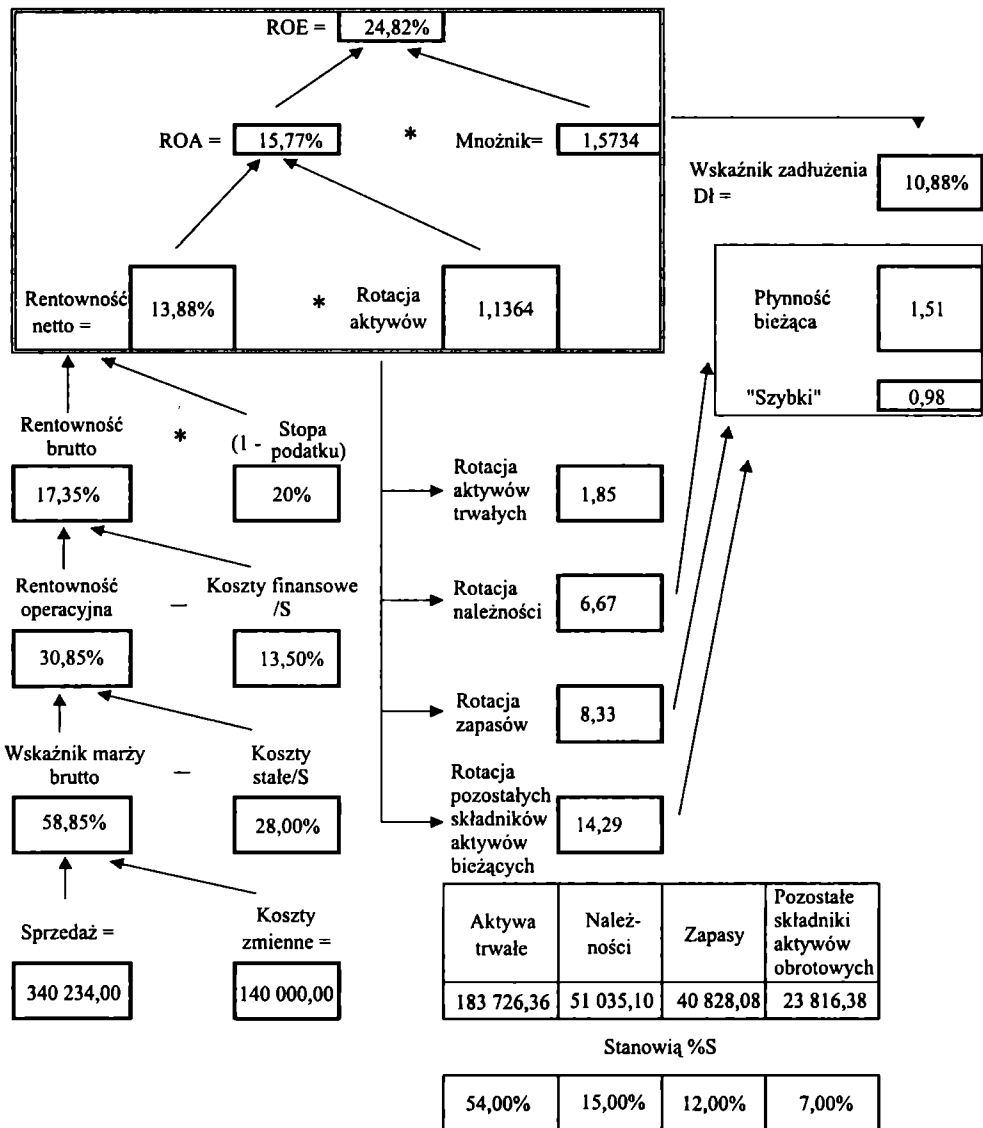 ROE = 24,82%
ROA = 15,77% * Mnożnik= 1,5734
Wskaźnik zadłużenia
Dł = 10,88%
Rentowność
netto = 13,88% * Rotacja
aktywów 1,1364
Płynność
bieżąca 1,51
"Szybki" 0,98
Rentowność
brutto * (1 - Stopa
podatku)
17,35% 20%
Rotacja
aktywów
trwałych 1,85
Rentowność
operacyjna – Koszty finansowe
/S
30,85% 13,50%
Rotacja
należności 6,67
Wskaźnik marży
brutto – Koszty
stałe/S
58,85% 28,00%
Rotacja
zapasów 8,33
Rotacja
pozostałych
składników
aktywów
bieżących 14,29
Sprzedaż = Koszty
zmienne =
340 234,00 140 000,00
Aktywa
trwałe
Należ-
ności
Zapasy
Pozostałe
składniki
aktywów
obrotowych
183 726,36 51 035,10 40 828,08 23 816,38
Stanowią %S
54,00% 15,00% 12,00% 7,00%